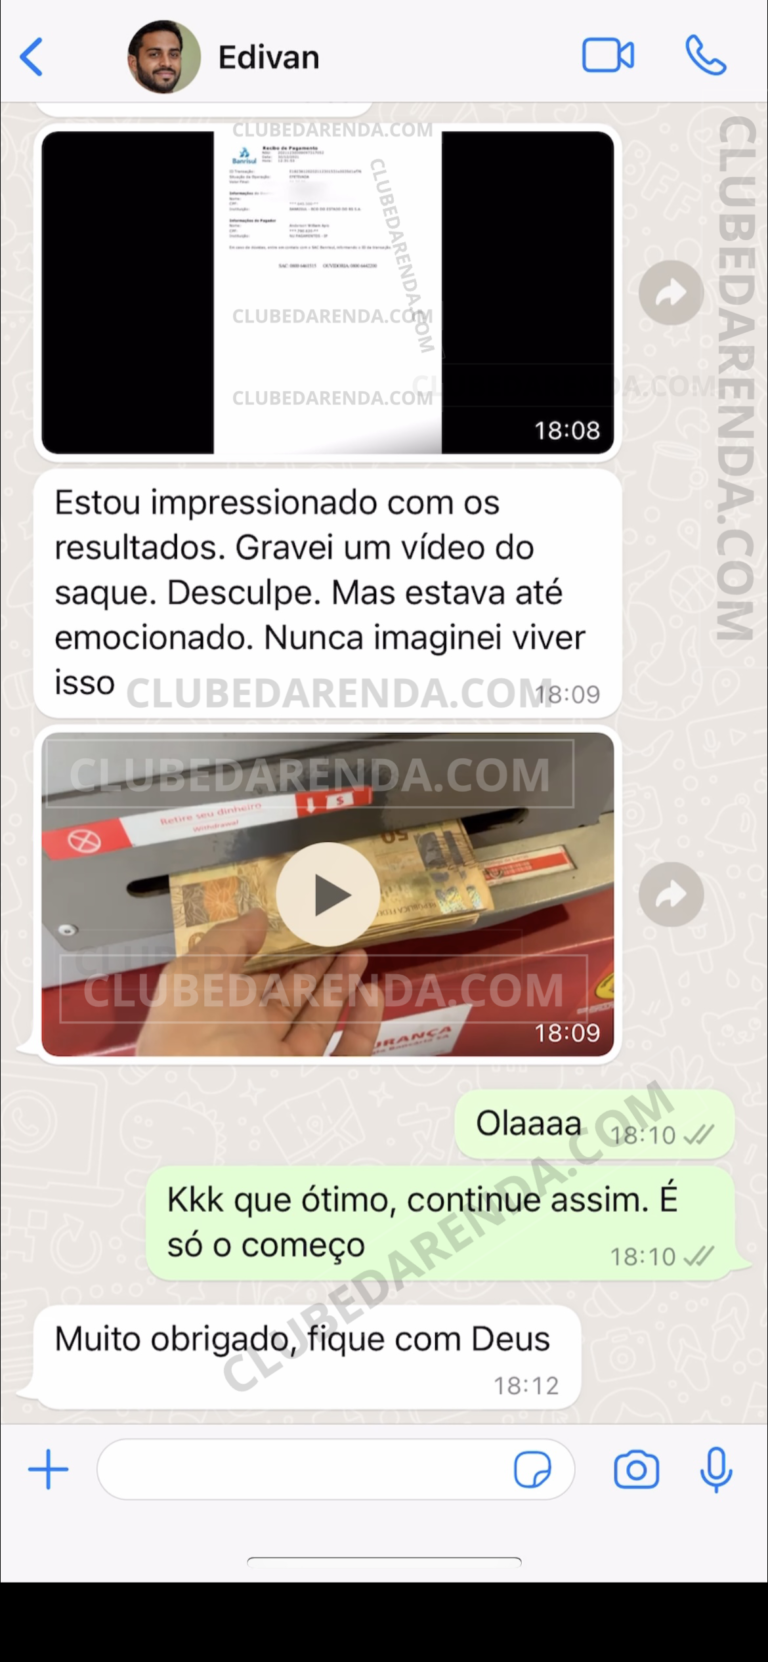 Edivan
CLUBEDARENDA.COM
CLUBEDARENDA.COM
Banrisul
Recibo de Pagamento
CLUBEDARENDA.COM
CLUBEDARENDA.COM
CLUBEDARENDA.COM
18:08
Estou impressionado com os
resultados. Gravei um vídeo do
saque. Desculpe. Mas estava até
emocionado. Nunca imaginei viver
isso
CLUBEDARENDA.COM
18:09
CLUBEDARENDA.COM
Retire seu dinheiro
Withdrawal
$
50
CLUBEDARENDA.COM
18:09
Olaaaa
18:10
Kkk que ótimo, continue assim. É
só o começo
18:10
CLUBEDARENDA.COM
Muito obrigado, fique com Deus
18:12